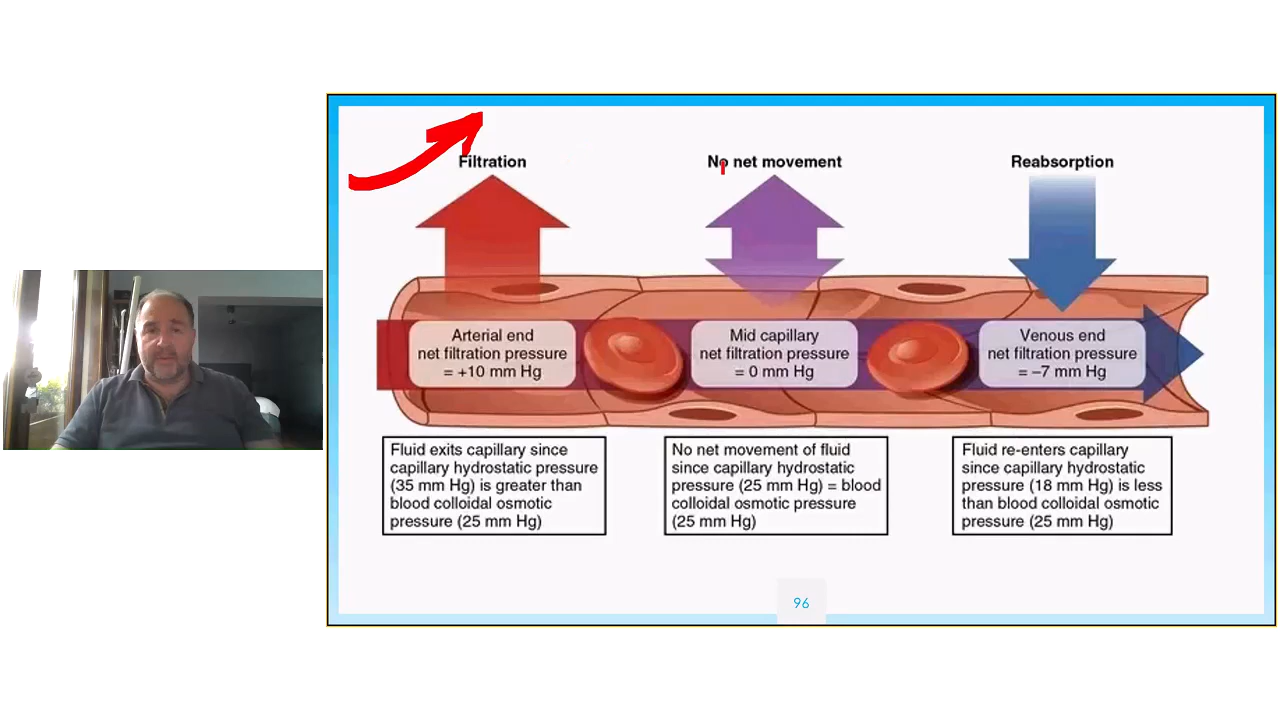 Filtration
No net movement
Reabsorption
Arterial end
net filtration pressure
= +10 mm Hg
Mid capillary
net filtration pressure
= 0 mm Hg
Venous end
net filtration pressure
= –7 mm Hg
Fluid exits capillary since
capillary hydrostatic pressure
(35 mm Hg) is greater than
blood colloidal osmotic
pressure (25 mm Hg)
No net movement of fluid
since capillary hydrostatic
pressure (25 mm Hg) = blood
colloidal osmotic pressure
(25 mm Hg)
Fluid re-enters capillary
since capillary hydrostatic
pressure (18 mm Hg) is less
than blood colloidal osmotic
pressure (25 mm Hg)
96